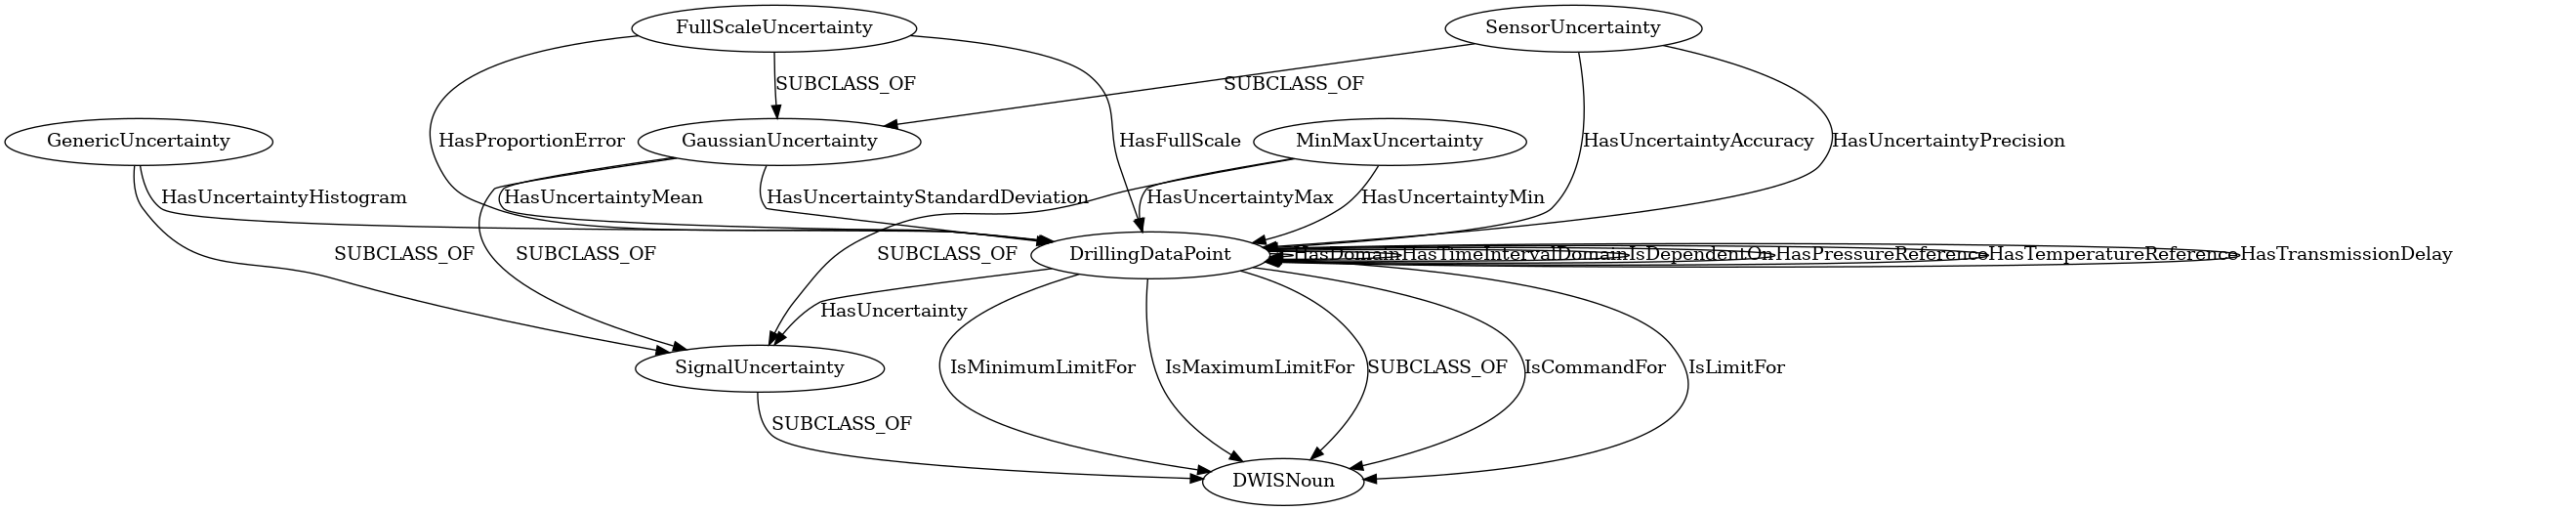 FullScaleUncertainty
SensorUncertainty
SUBCLASS_OF
SUBCLASS_OF
GenericUncertainty
HasProportionError
GaussianUncertainty
HasFullScale
MinMaxUncertainty
HasUncertaintyAccuracy
HasUncertaintyPrecision
HasUncertaintyHistogram
HasUncertaintyMean
HasUncertaintyStandardDeviation
HasUncertaintyMax
HasUncertaintyMin
SUBCLASS_OF
SUBCLASS_OF
SUBCLASS_OF
DrillingDataPoint
HasDomain
HasTimeIntervalDomain
IsDependentOn
HasPressureReference
HasTemperatureReference
HasTransmissionDelay
HasUncertainty
SignalUncertainty
IsMinimumLimitFor
IsMaximumLimitFor
SUBCLASS_OF
IsCommandFor
IsLimitFor
SUBCLASS_OF
DWISNoun